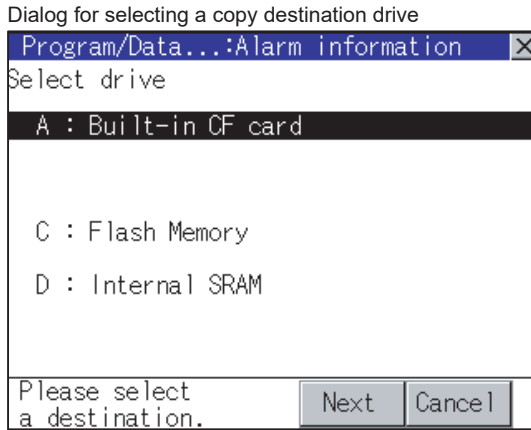 Dialog for selecting a copy destination drive
Program/Data...:Alarm information
Select drive
A : Built-in CF card
C : Flash Memory
D : Internal SRAM
Please select
a destination.
Next
Cancel